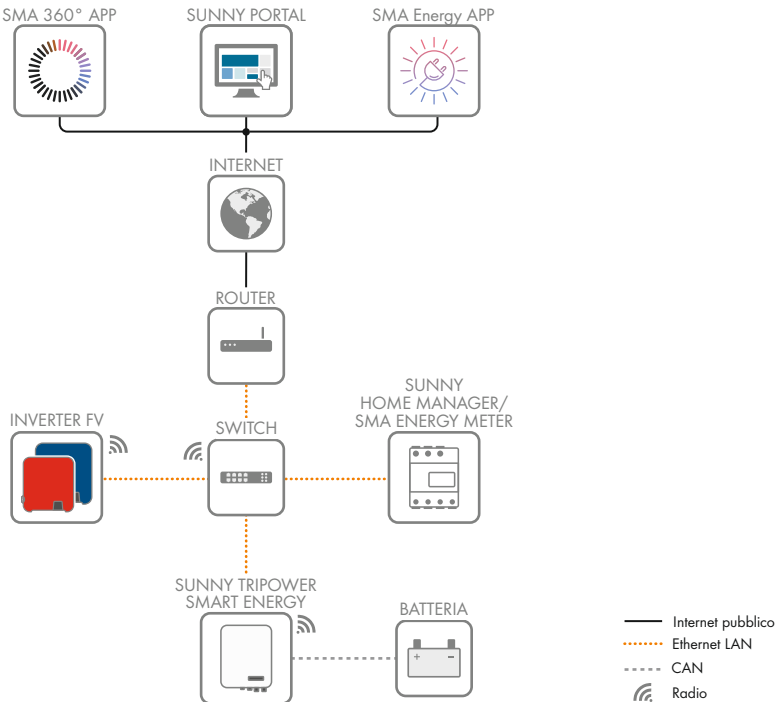 SMA 360° APP
SUNNY PORTAL
SMA Energy APP
INTERNET
ROUTER
INVERTER FV
SWITCH
SUNNY
HOME MANAGER/
SMA ENERGY METER
SUNNY TRIPOWER
SMART ENERGY
BATTERIA
+ −
Internet pubblico
Ethernet LAN
CAN
Radio